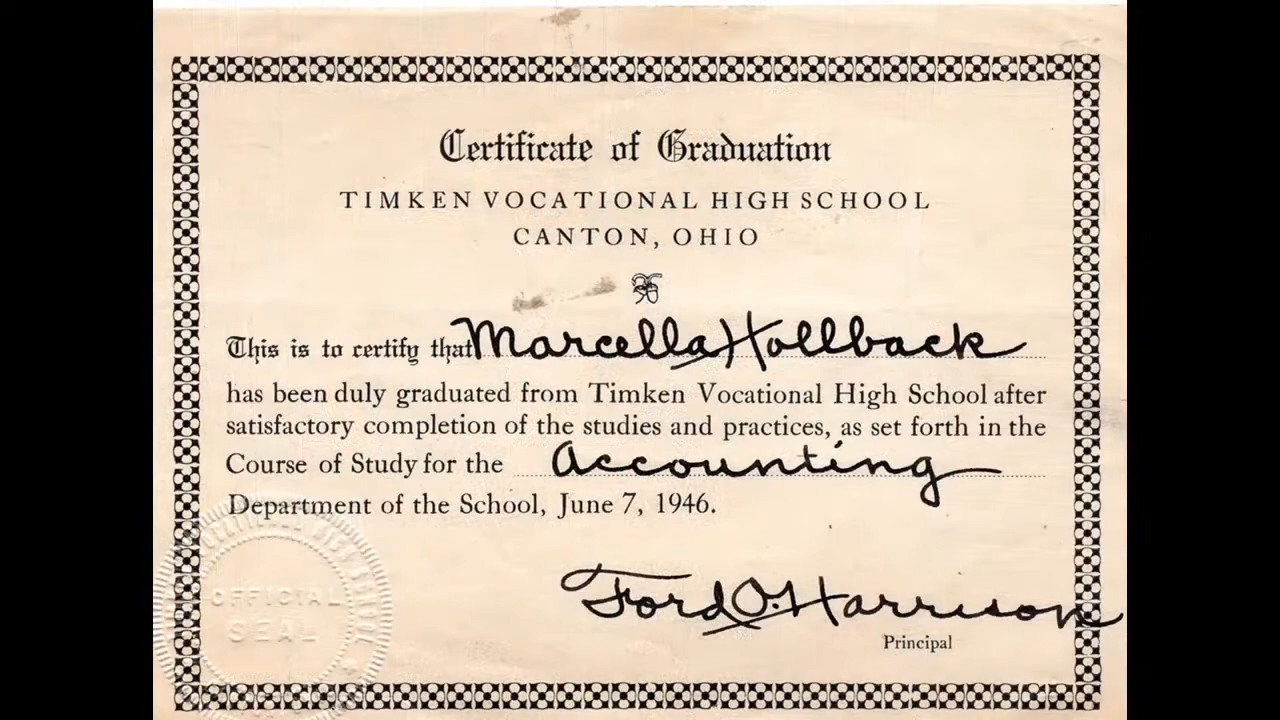 Certificate of Graduation
TIMKEN VOCATIONAL HIGH SCHOOL
CANTON, OHIO
This is to certify that Marcella Hollback
has been duly graduated from Timken Vocational High School after
satisfactory completion of the studies and practices, as set forth in the
Course of Study for the Accounting
Department of the School, June 7, 1946.
Ford O. Harrison
Principal
OFFICIAL
SEAL